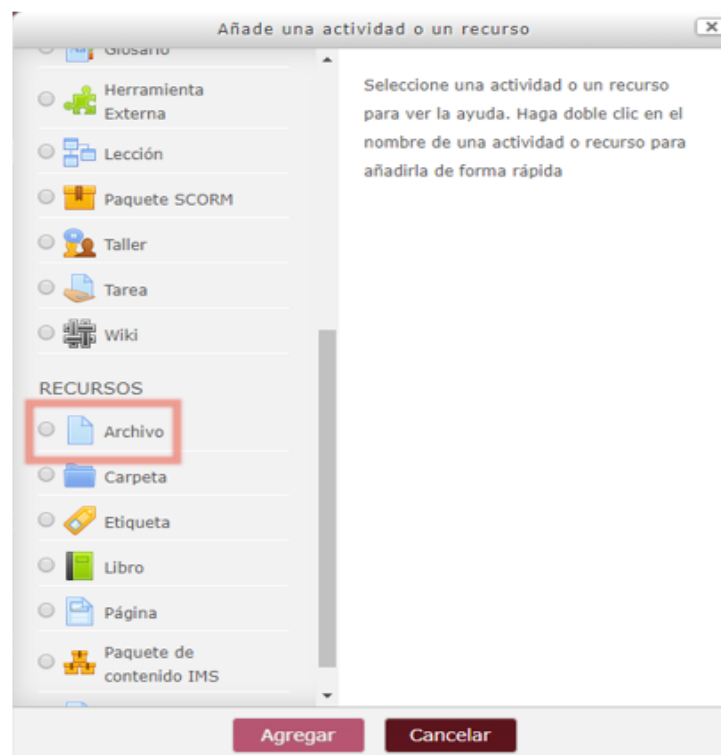 Añade una actividad o un recurso
Glosario
Herramienta
Externa
Lección
Paquete SCORM
Taller
Tarea
Wiki
RECURSOS
Archivo
Carpeta
Etiqueta
Libro
Página
Paquete de
contenido IMS
Seleccione una actividad o un recurso
para ver la ayuda. Haga doble clic en el
nombre de una actividad o recurso para
añadirla de forma rápida
Agregar
Cancelar